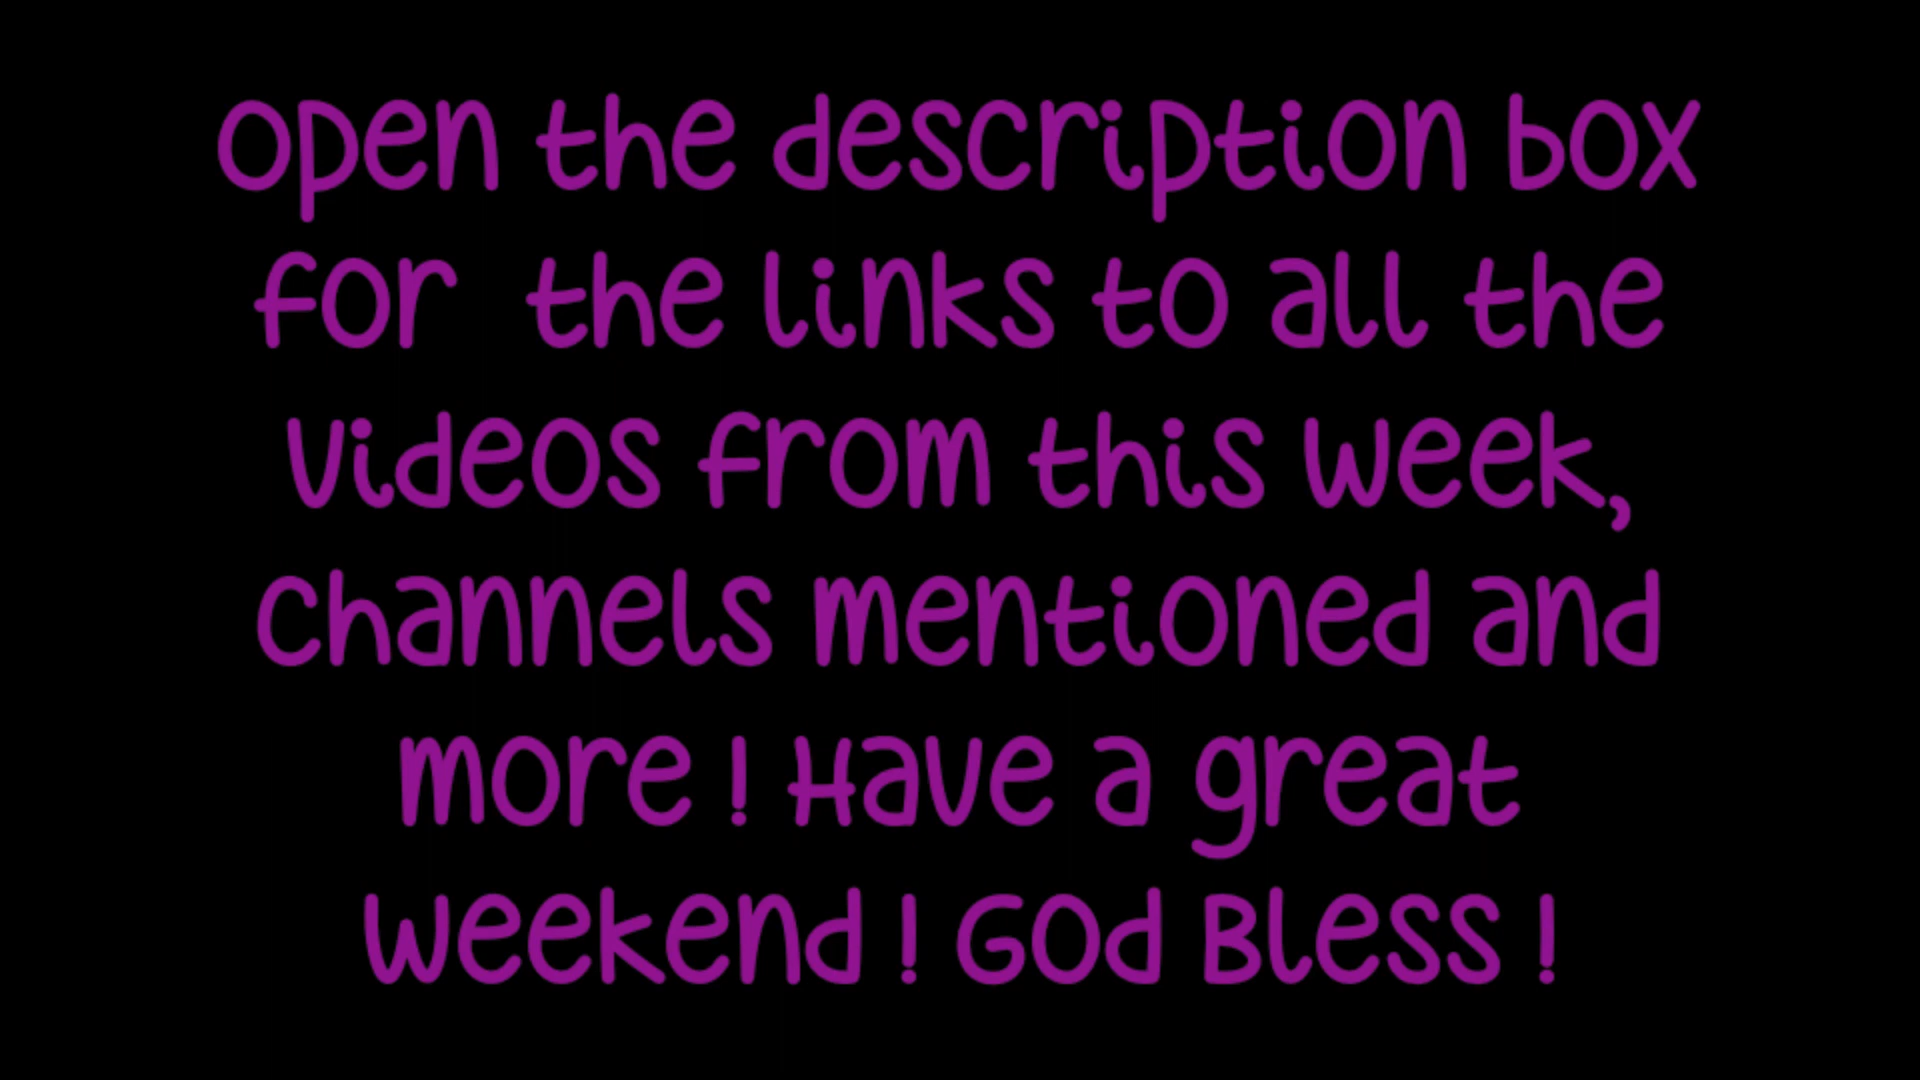 Open the description box
for the links to all the
videos from this week,
channels mentioned and
more ! Have a great
weekend ! God Bless !